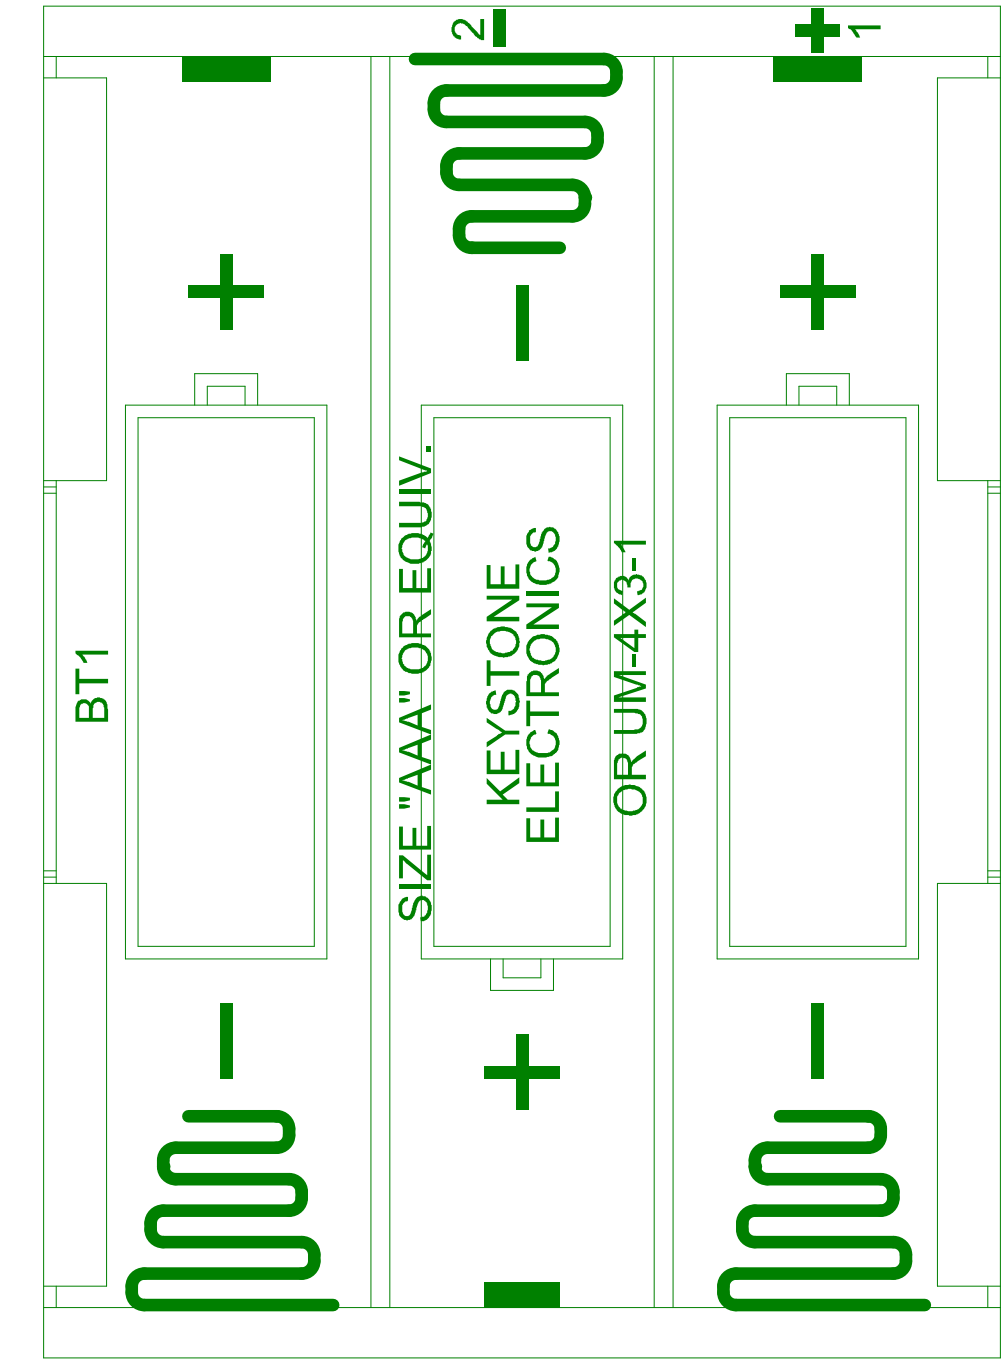 2
1
BT1
SIZE "AAA" OR EQUIV.
KEYSTONE
ELECTRONICS
OR UM-4X3-1